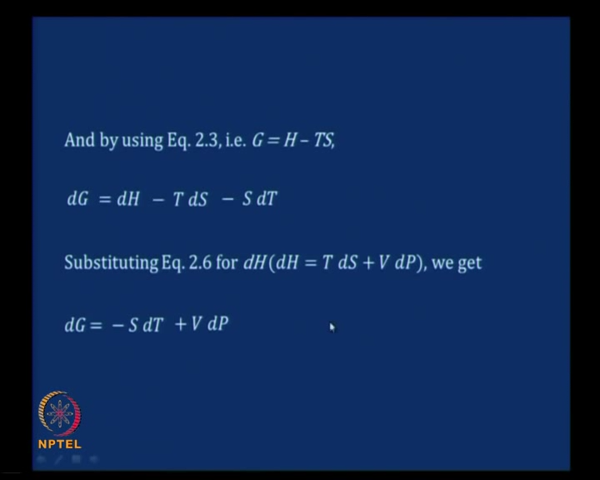 And by using Eq. 2.3, i.e. G = H – TS,
dG = dH – T dS – S dT
Substituting Eq. 2.6 for dH(dH = T dS + V dP), we get
dG = – S dT + V dP
NPTEL